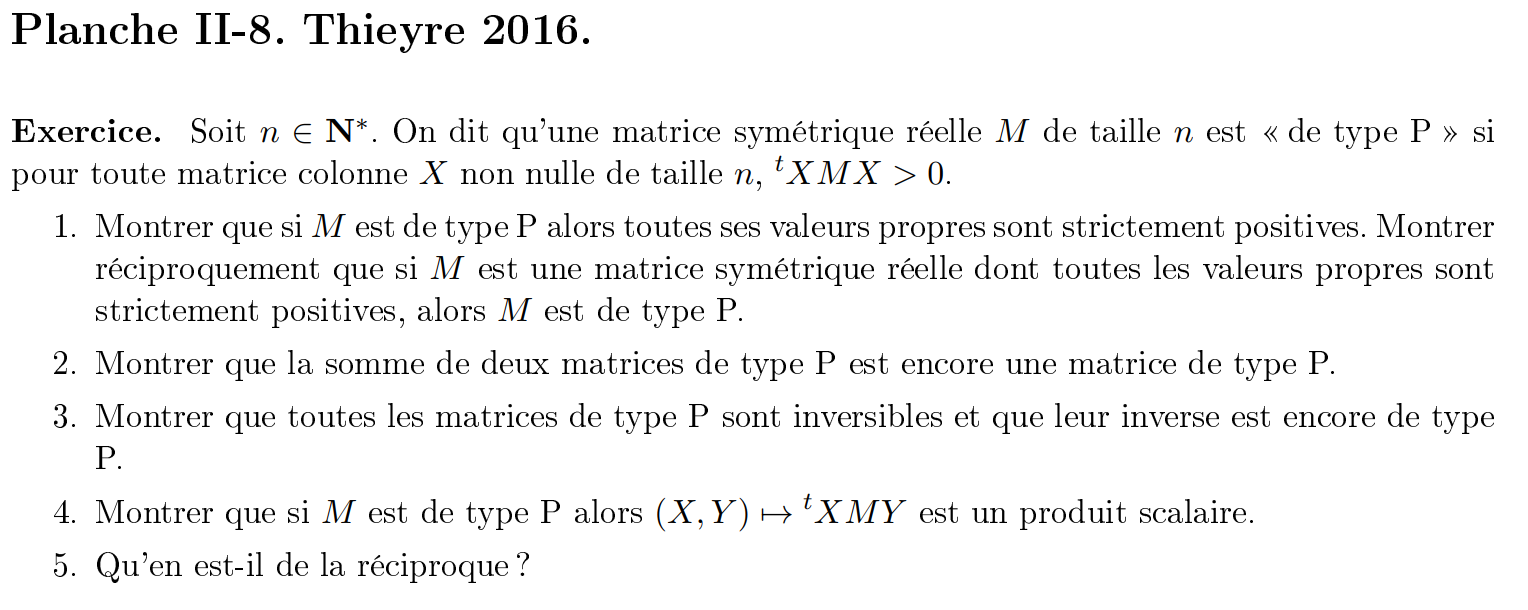 Planche II-8. Thieyre 2016.
Exercice. Soit n ∈ N*. On dit qu'une matrice symétrique réelle M de taille n est « de type P » si
pour toute matrice colonne X non nulle de taille n, ᵗXMX > 0.
1. Montrer que si M est de type P alors toutes ses valeurs propres sont strictement positives. Montrer
réciproquement que si M est une matrice symétrique réelle dont toutes les valeurs propres sont
strictement positives, alors M est de type P.
2. Montrer que la somme de deux matrices de type P est encore une matrice de type P.
3. Montrer que toutes les matrices de type P sont inversibles et que leur inverse est encore de type
P.
4. Montrer que si M est de type P alors (X, Y) ↦ ᵗXMY est un produit scalaire.
5. Qu'en est-il de la réciproque ?